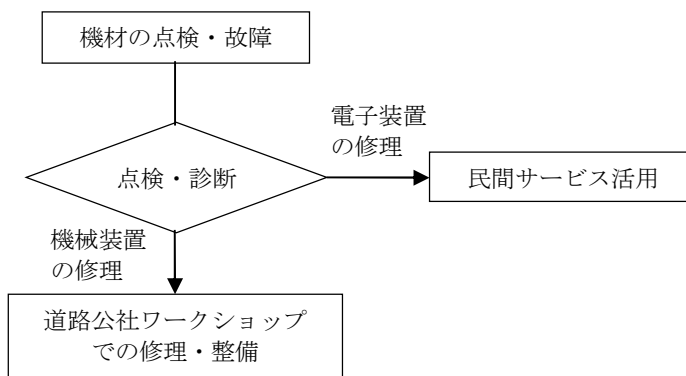 機材の点検・故障
電子装置
の修理
点検・診断
民間サービス活用
機械装置
の修理
道路公社ワークショップ
での修理・整備